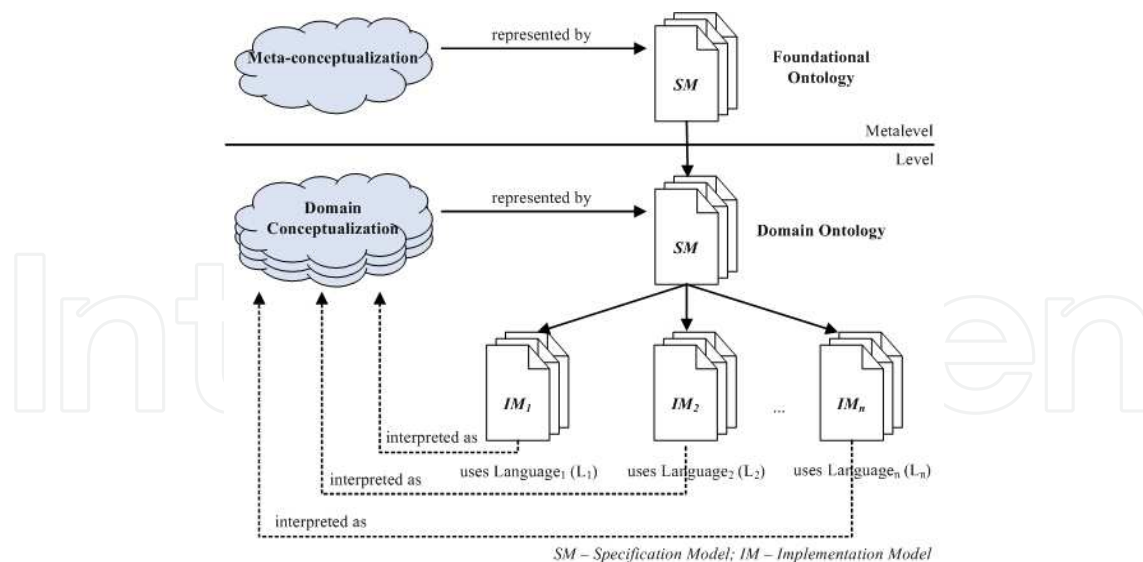 represented by
Meta-conceptualization
SM
Foundational
Ontology
Metalevel
Level
represented by
Domain
Conceptualization
SM
Domain Ontology
IM1
IM2
...
IMn
interpreted as
uses Language1 (L1)
uses Language2 (L2)
uses Languagen (Ln)
interpreted as
interpreted as
SM – Specification Model; IM – Implementation Model